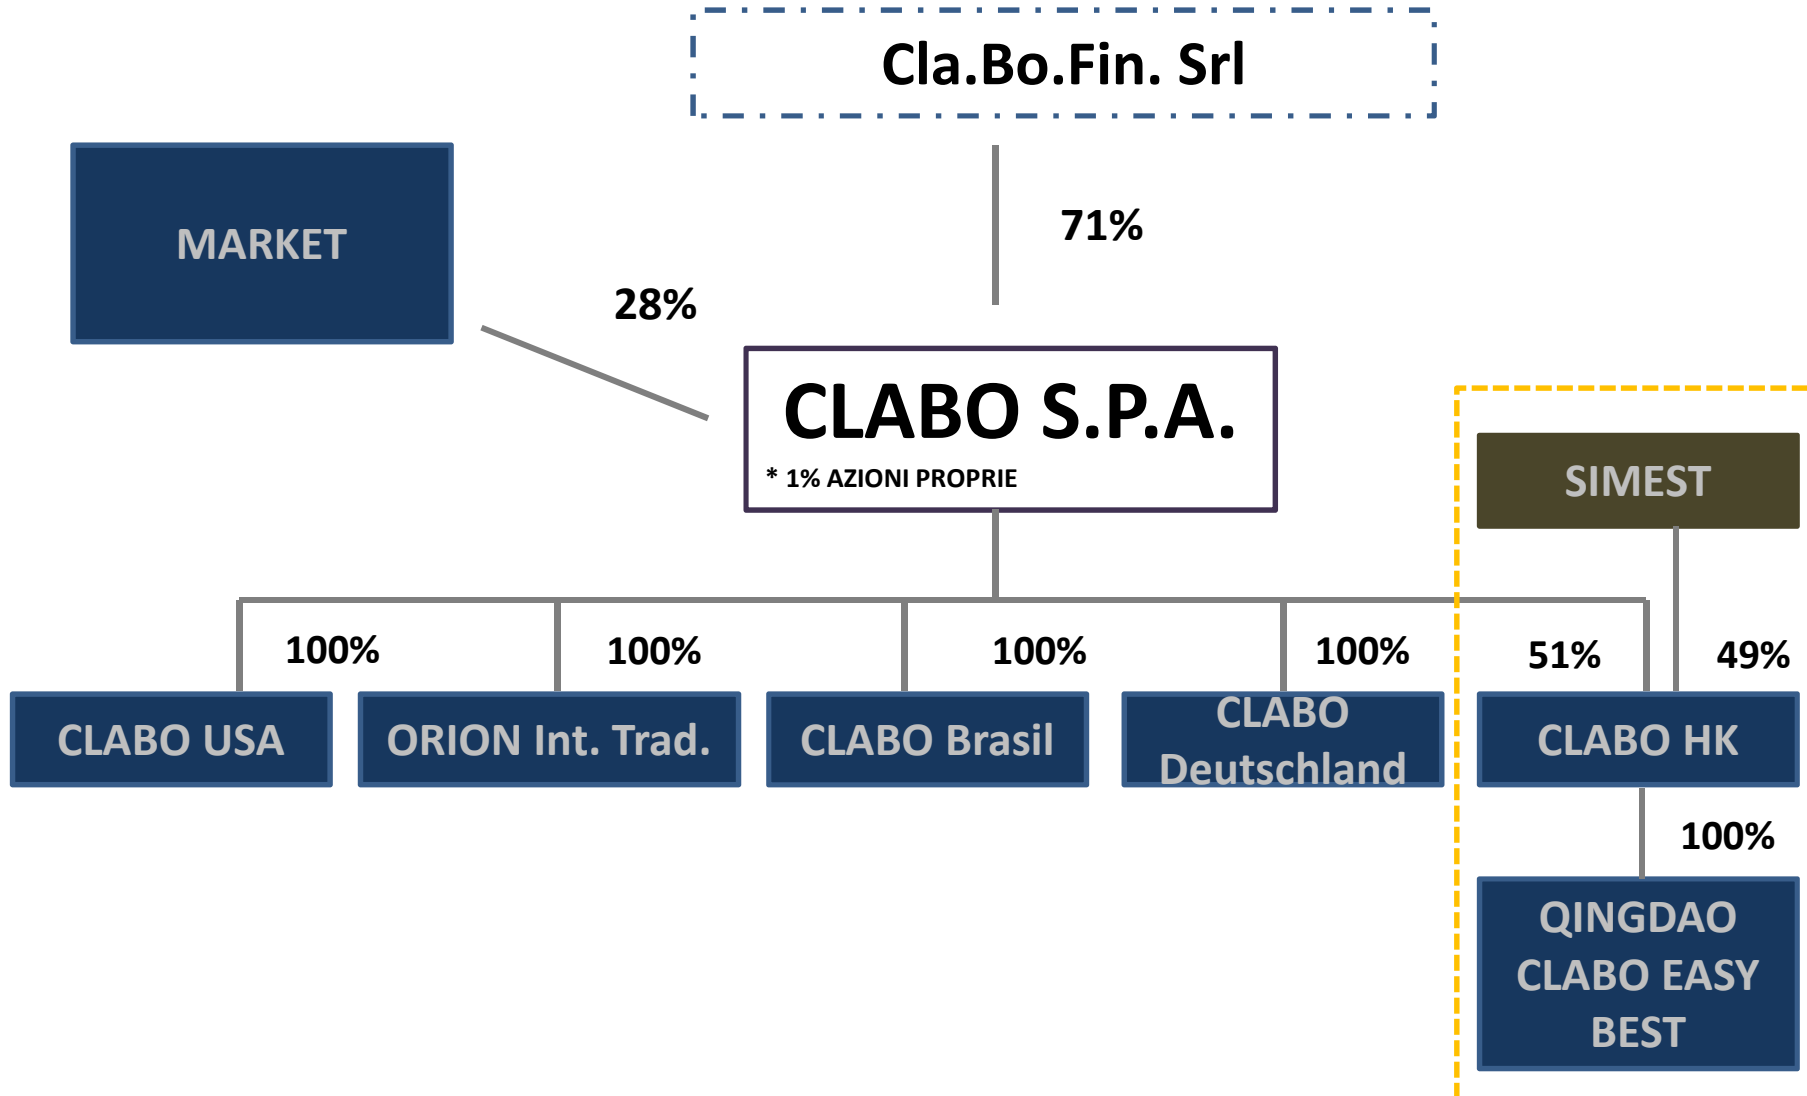 Cla.Bo.Fin. Srl
MARKET
71%
28%
CLABO S.P.A.
* 1% AZIONI PROPRIE
SIMEST
100%
100%
100%
100%
51%
49%
CLABO USA
ORION Int. Trad.
CLABO Brasil
CLABO
Deutschland
CLABO HK
100%
QINGDAO
CLABO EASY
BEST